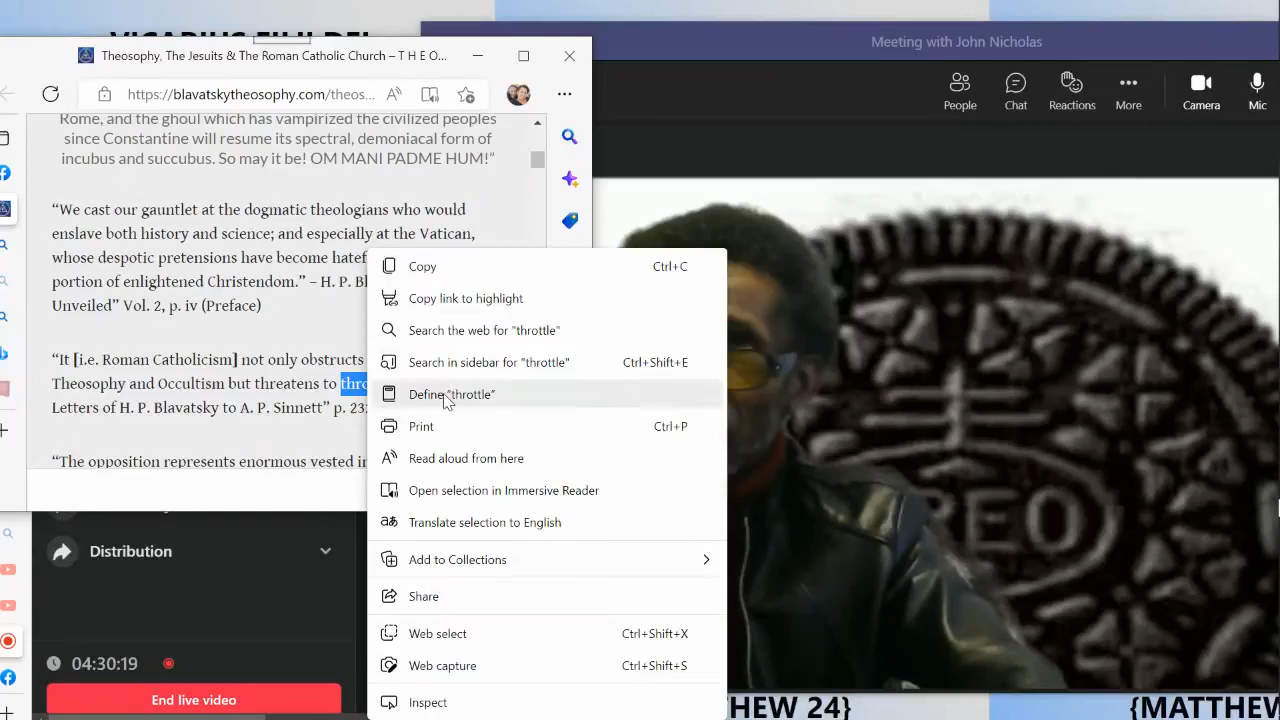 Meeting with John Nicholas
Theosophy, The Jesuits & The Roman Catholic Church – T H E O...
People
Chat
Reactions
More
Camera
Mic
https://blavatskytheosophy.com/theos...
Rome, and the ghoul which has vampirized the civilized peoples
since Constantine will resume its spectral, demoniacal form of
incubus and succubus. So may it be! OM MANI PADME HUM!”
“We cast our gauntlet at the dogmatic theologians who would
enslave both history and science; and especially at the Vatican,
whose despotic pretensions have become hatef
portion of enlightened Christendom.” – H. P. Bl
Unveiled” Vol. 2, p. iv (Preface)
“It [i.e. Roman Catholicism] not only obstructs
Theosophy and Occultism but threatens to thro
Letters of H. P. Blavatsky to A. P. Sinnett” p. 23
“The opposition represents enormous vested in
Copy Ctrl+C
Copy link to highlight
Search the web for "throttle"
Search in sidebar for "throttle" Ctrl+Shift+E
Define "throttle"
Print Ctrl+P
Read aloud from here
Open selection in Immersive Reader
Translate selection to English
Add to Collections
Share
Web select Ctrl+Shift+X
Web capture Ctrl+Shift+S
Inspect
Distribution
04:30:19
End live video
REO
HEW 24}
{MATTHEW